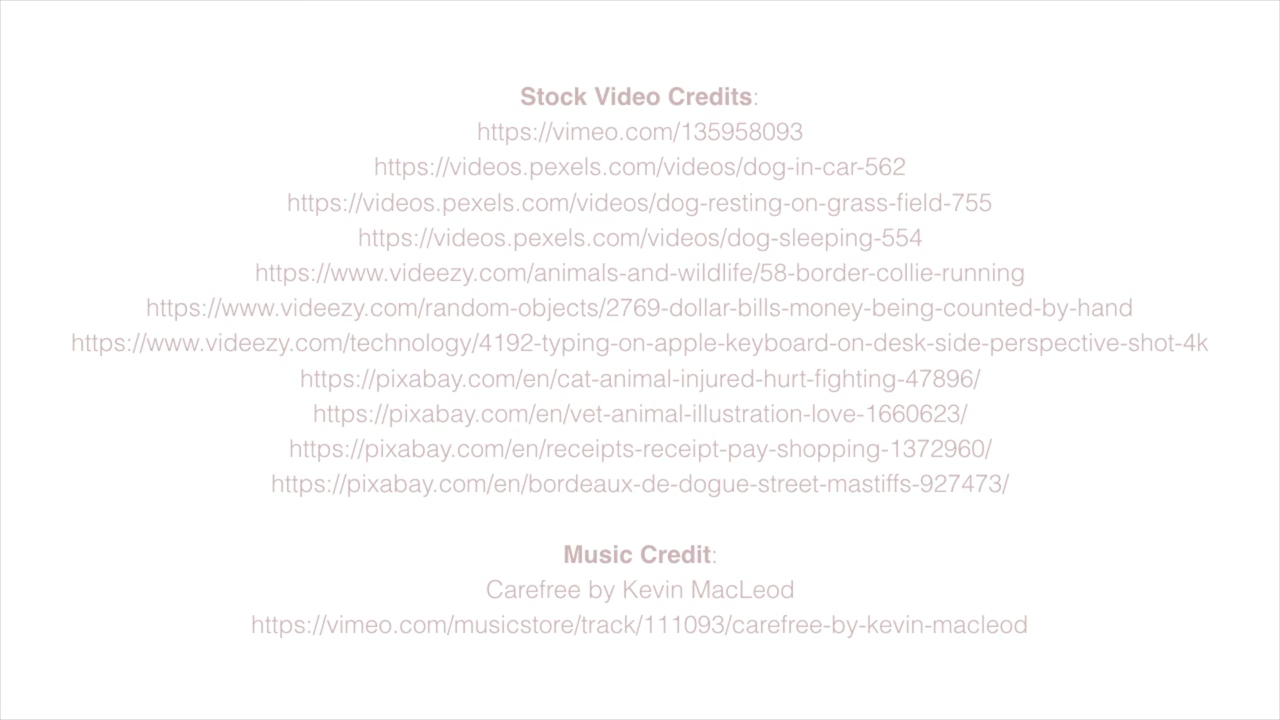 Stock Video Credits:
https://vimeo.com/135958093
https://videos.pexels.com/videos/dog-in-car-562
https://videos.pexels.com/videos/dog-resting-on-grass-field-755
https://videos.pexels.com/videos/dog-sleeping-554
https://www.videezy.com/animals-and-wildlife/58-border-collie-running
https://www.videezy.com/random-objects/2769-dollar-bills-money-being-counted-by-hand
https://www.videezy.com/technology/4192-typing-on-apple-keyboard-on-desk-side-perspective-shot-4k
https://pixabay.com/en/cat-animal-injured-hurt-fighting-47896/
https://pixabay.com/en/vet-animal-illustration-love-1660623/
https://pixabay.com/en/receipts-receipt-pay-shopping-1372960/
https://pixabay.com/en/bordeaux-de-dogue-street-mastiffs-927473/
Music Credit:
Carefree by Kevin MacLeod
https://vimeo.com/musicstore/track/111093/carefree-by-kevin-macleod